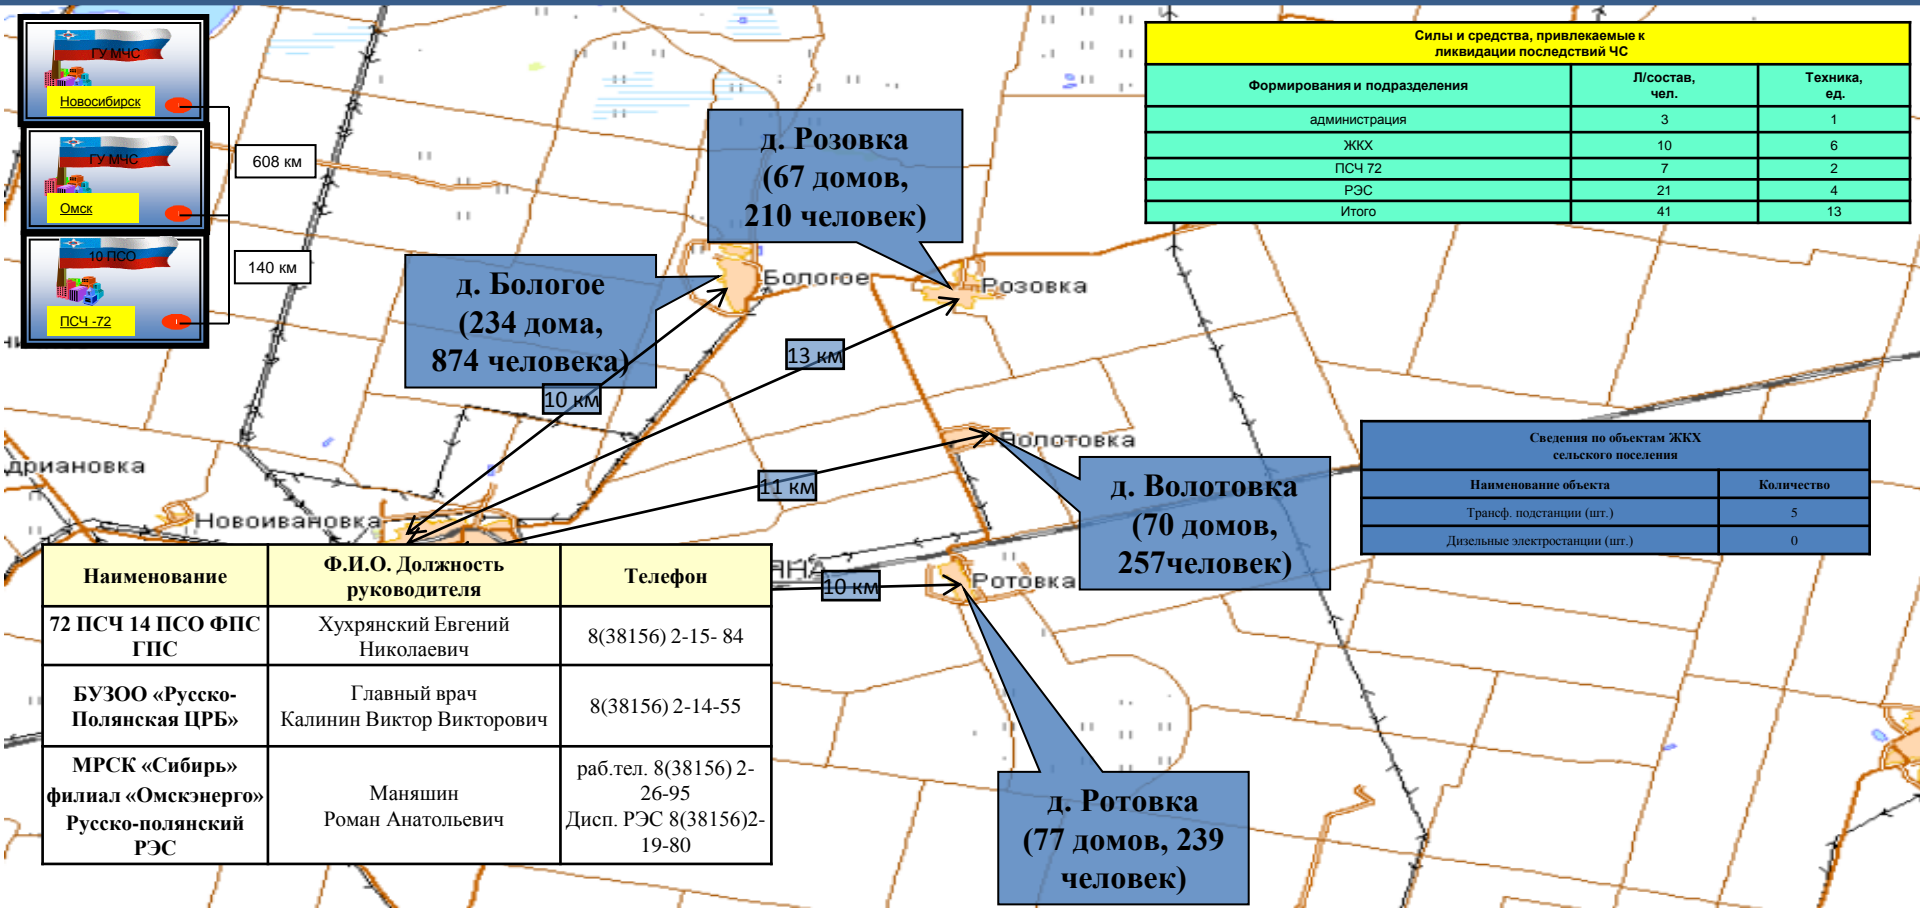 ГУ МЧС
Новосибирск
ГУ МЧС
Омск
10 ПСО
ПСЧ -72
608 км
140 км
Силы и средства, привлекаемые к
ликвидации последствий ЧС
Формирования и подразделения
Л/состав,
чел.
Техника,
ед.
администрация 3 1
ЖКХ 10 6
ПСЧ 72 7 2
РЭС 21 4
Итого 41 13
д. Розовка
(67 домов,
210 человек)
д. Бологое
(234 дома,
874 человека)
Бологое
Розовка
13 км
10 км
11 км
10 км
дриановка
Новоивановка
олотовка
Ротовка
д. Волотовка
(70 домов,
257человек)
Сведения по объектам ЖКХ
сельского поселения
Наименование объекта Количество
Трансф. подстанции (шт.) 5
Дизельные электростанции (шт.) 0
Наименование
Ф.И.О. Должность
руководителя
Телефон
72 ПСЧ 14 ПСО ФПС
ГПС
Хухрянский Евгений
Николаевич
8(38156) 2-15- 84
БУЗОО «Русско-
Полянская ЦРБ»
Главный врач
Калинин Виктор Викторович
8(38156) 2-14-55
МРСК «Сибирь»
филиал «Омскэнерго»
Русско-полянский
РЭС
Маняшин
Роман Анатольевич
раб.тел. 8(38156) 2-
26-95
Дисп. РЭС 8(38156)2-
19-80
д. Ротовка
(77 домов, 239
человек)